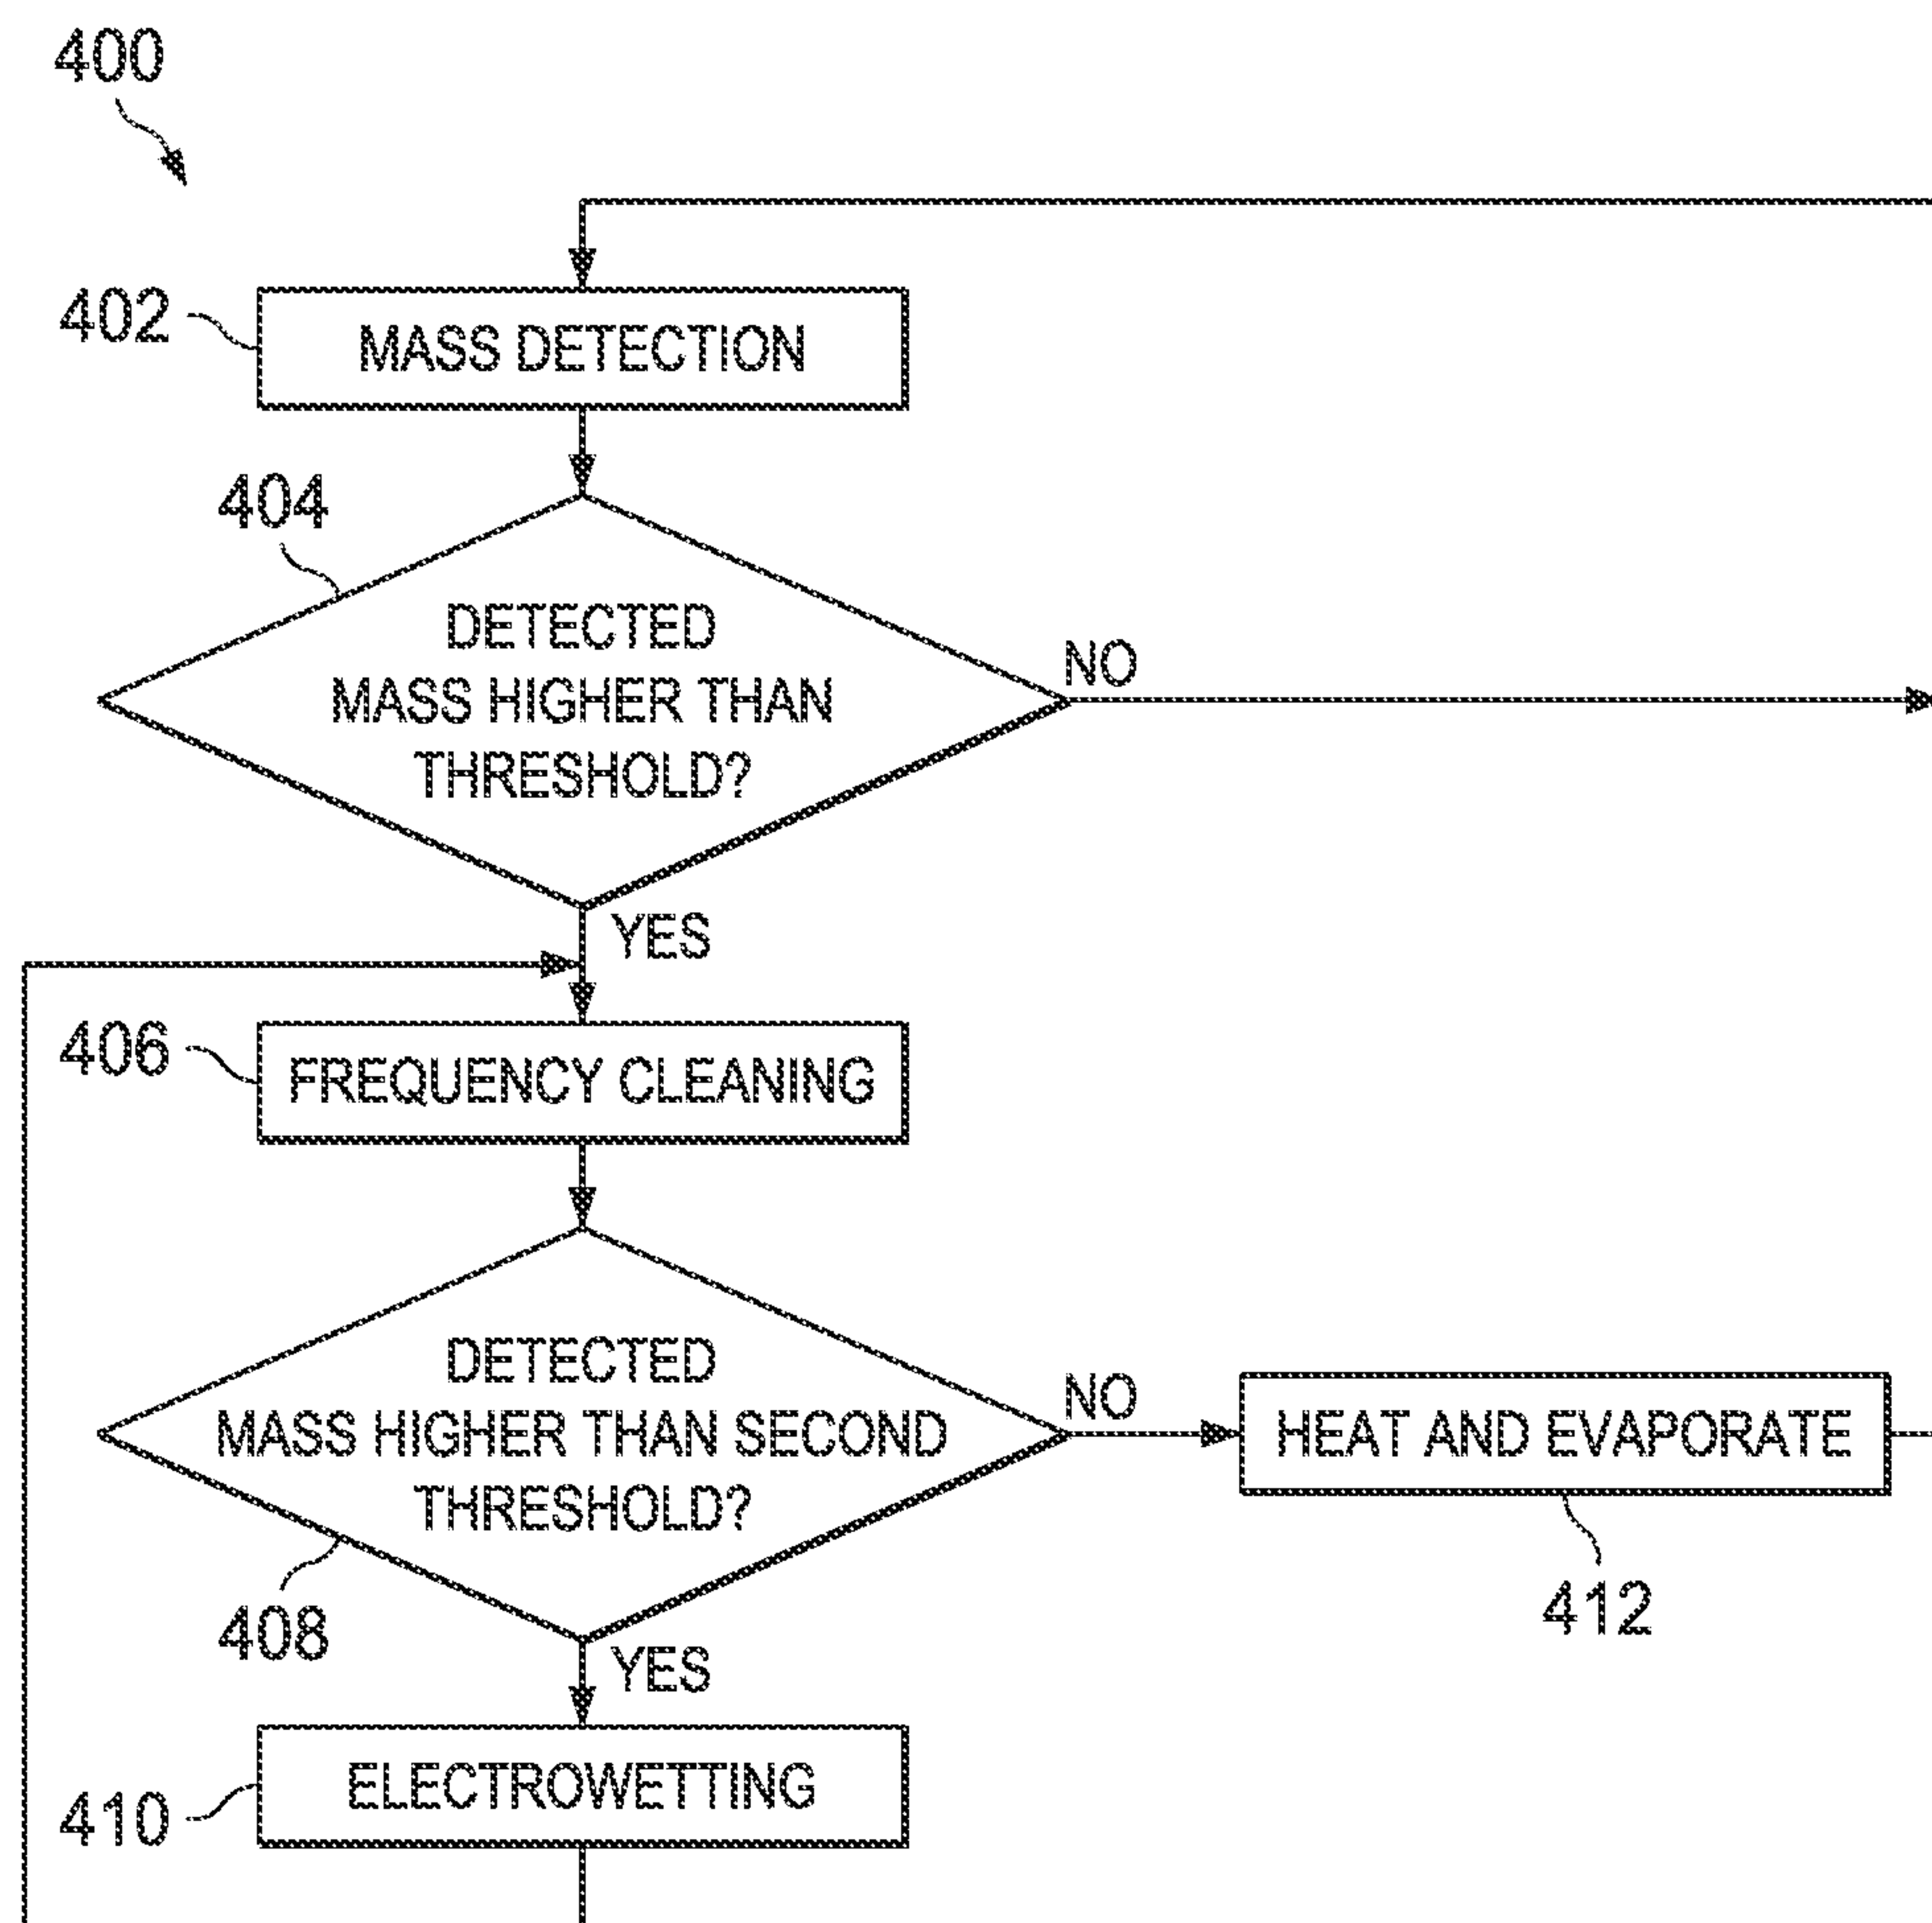 400
402
MASS DETECTION
404
DETECTED
MASS HIGHER THAN
THRESHOLD?
NO
YES
406
FREQUENCY CLEANING
DETECTED
MASS HIGHER THAN SECOND
THRESHOLD?
NO
HEAT AND EVAPORATE
412
408
YES
410
ELECTROWETTING